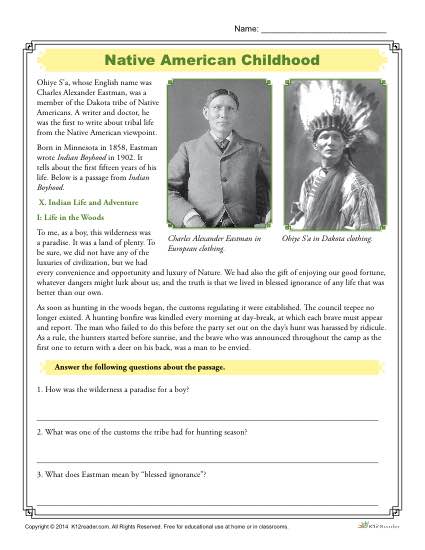 Name: ___________________________
Native American Childhood
Ohiye S'a, whose English name was
Charles Alexander Eastman, was a
member of the Dakota tribe of Native
Americans. A writer and doctor, he
was the first to write about tribal life
from the Native American viewpoint.
Born in Minnesota in 1858, Eastman
wrote Indian Boyhood in 1902. It
tells about the first fifteen years of his
life. Below is a passage from Indian
Boyhood.
X. Indian Life and Adventure
I: Life in the Woods
Charles Alexander Eastman in
European clothing.
Ohiye S'a in Dakota clothing.
To me, as a boy, this wilderness was
a paradise. It was a land of plenty. To
be sure, we did not have any of the
luxuries of civilization, but we had
every convenience and opportunity and luxury of Nature. We had also the gift of enjoying our good fortune,
whatever dangers might lurk about us; and the truth is that we lived in blessed ignorance of any life that was
better than our own.
As soon as hunting in the woods began, the customs regulating it were established. The council teepee no
longer existed. A hunting bonfire was kindled every morning at day-break, at which each brave must appear
and report. The man who failed to do this before the party set out on the day's hunt was harassed by ridicule.
As a rule, the hunters started before sunrise, and the brave who was announced throughout the camp as the
first one to return with a deer on his back, was a man to be envied.
Answer the following questions about the passage.
1. How was the wilderness a paradise for a boy?
2. What was one of the customs the tribe had for hunting season?
3. What does Eastman mean by "blessed ignorance"?
Copyright © 2014 K12reader.com. All Rights Reserved. Free for educational use at home or in classrooms.
K12Reader